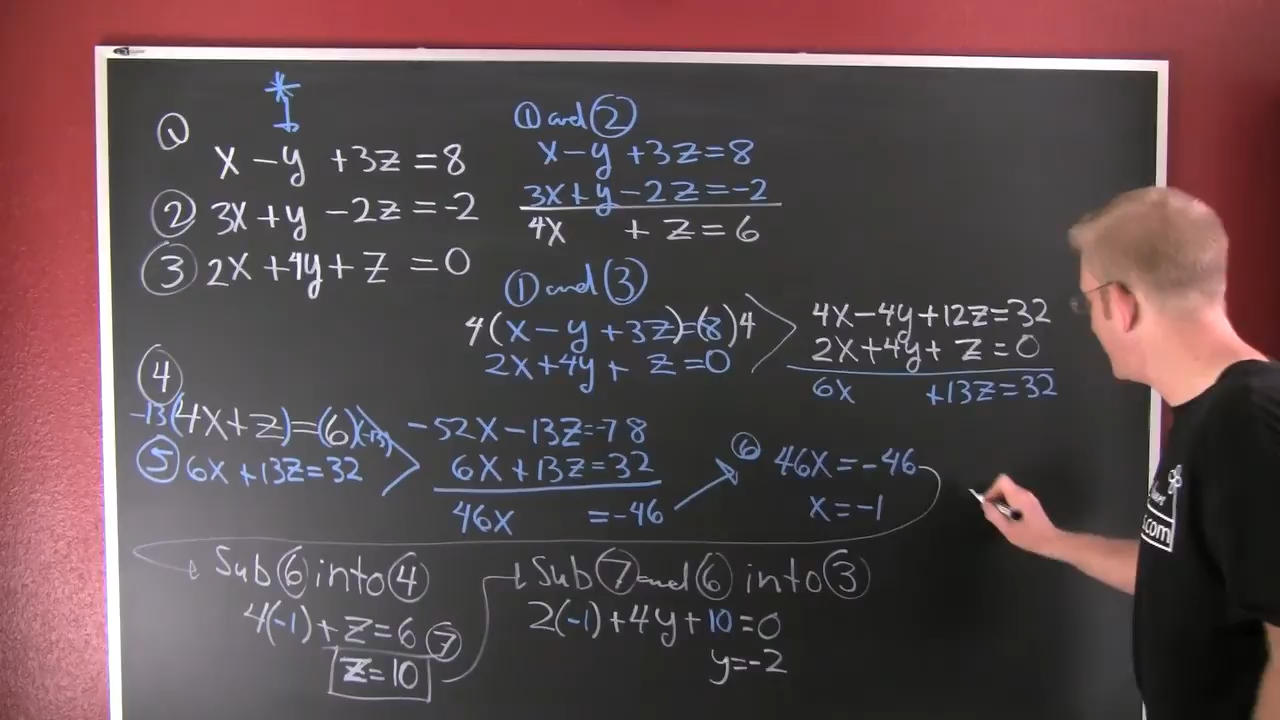 *
① x - y + 3z = 8
② 3x + y - 2z = -2
③ 2x + 4y + z = 0
① and ②
x - y + 3z = 8
3x + y - 2z = -2
4x + z = 6
① and ③
4(x - y + 3z) = (8)4
2x + 4y + z = 0
4x - 4y + 12z = 32
2x + 4y + z = 0
6x + 13z = 32
④ -13(4x + z) = (6)(-13)
⑤ 6x + 13z = 32
-52x - 13z = -78
6x + 13z = 32
46x = -46
⑥ 46x = -46
x = -1
Sub ⑥ into ④
4(-1) + z = 6
⑦ z = 10
Sub ⑦ and ⑥ into ③
2(-1) + 4y + 10 = 0
y = -2
.com